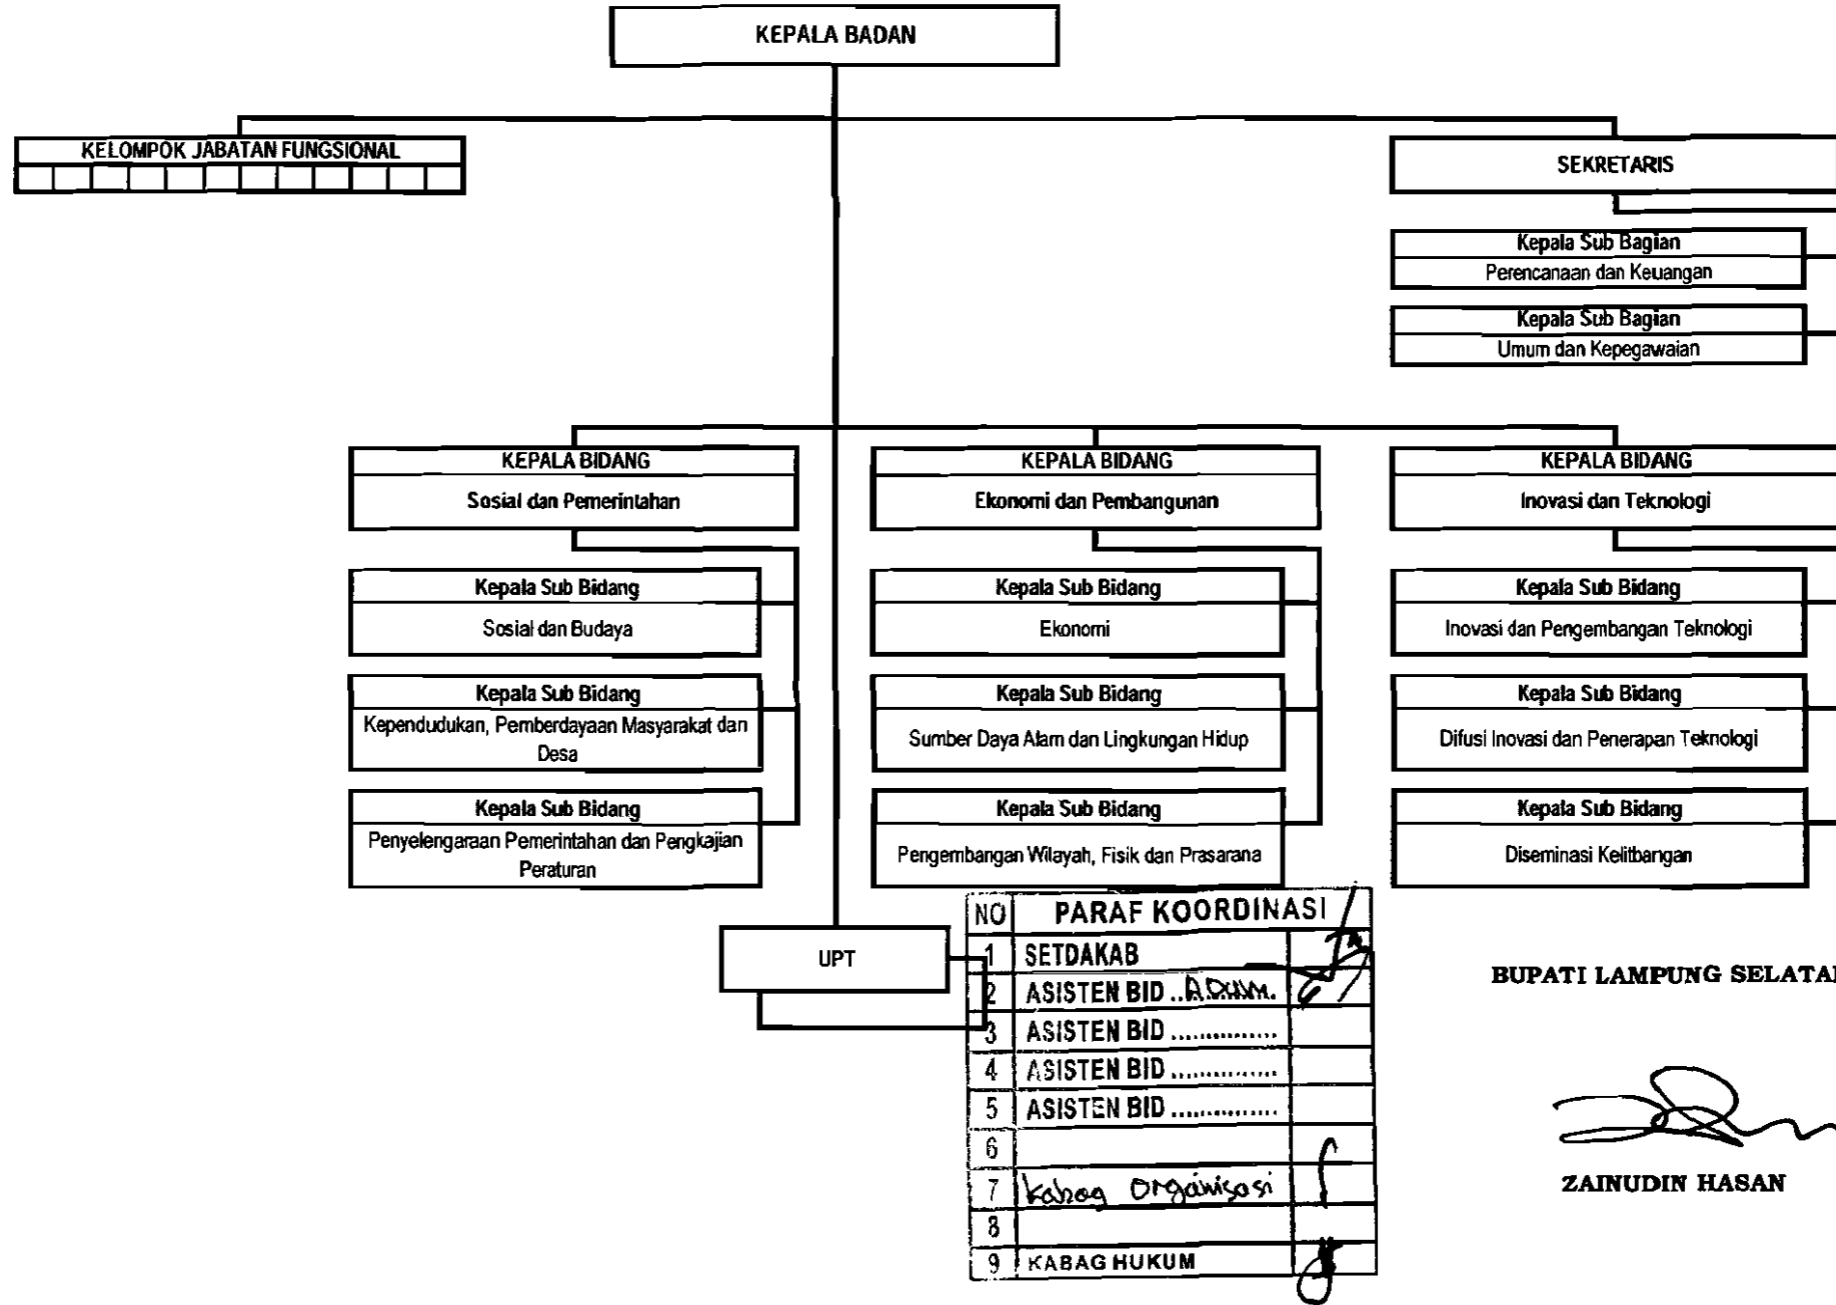 KEPALA BADAN
KELOMPOK JABATAN FUNGSIONAL
SEKRETARIS
Kepala Sub Bagian
Perencanaan dan Keuangan
Kepala Sub Bagian
Umum dan Kepegawaian
KEPALA BIDANG
Sosial dan Pemerintahan
KEPALA BIDANG
Ekonomi dan Pembangunan
KEPALA BIDANG
Inovasi dan Teknologi
Kepala Sub Bidang
Sosial dan Budaya
Kepala Sub Bidang
Ekonomi
Kepala Sub Bidang
Inovasi dan Pengembangan Teknologi
Kepala Sub Bidang
Kependudukan, Pemberdayaan Masyarakat dan
Desa
Kepala Sub Bidang
Sumber Daya Alam dan Lingkungan Hidup
Kepala Sub Bidang
Difusi Inovasi dan Penerapan Teknologi
Kepala Sub Bidang
Penyelengaraan Pemerintahan dan Pengkajian
Peraturan
Kepala Sub Bidang
Pengembangan Wilayah, Fisik dan Prasarana
Kepala Sub Bidang
Diseminasi Kelitbangan
UPT
NO PARAF KOORDINASI
1 SETDAKAB
2 ASISTEN BID ..
3 ASISTEN BID ..............
4 ASISTEN BID ..............
5 ASISTEN BID ..............
6
7 Kabag Organisasi
8
9 KABAG HUKUM
BUPATI LAMPUNG SELATAN
ZAINUDIN HASAN